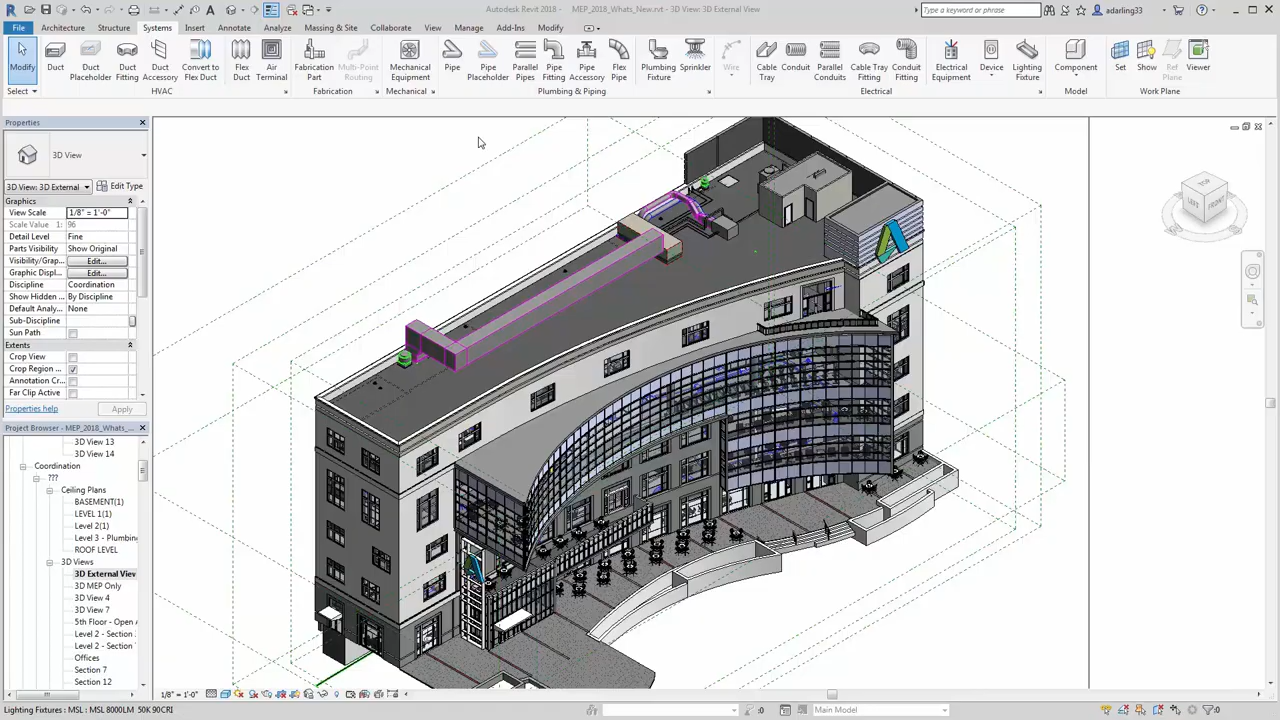 Autodesk Revit 2018 - MEP_2018_Whats_New.rvt - 3D View: 3D External View
Type a keyword or phrase
adarling33
File Architecture Structure Systems Insert Annotate Analyze Massing & Site Collaborate View Manage Add-Ins Modify
Modify
Duct
Duct Placeholder
Duct Fitting
Duct Accessory
Convert to Flex Duct
Flex Duct
Air Terminal
Fabrication Part
Multi-Point Routing
Mechanical Equipment
Pipe
Pipe Placeholder
Parallel Pipes
Pipe Fitting
Pipe Accessory
Flex Pipe
Plumbing Fixture
Sprinkler
Wire
Cable Tray
Conduit
Parallel Conduits
Cable Tray Fitting
Conduit Fitting
Electrical Equipment
Device
Lighting Fixture
Component
Set
Show
Ref Plane
Viewer
Select HVAC Fabrication Mechanical Plumbing & Piping Electrical Model Work Plane
Properties
3D View
3D View: 3D External Edit Type
Graphics
View Scale 1/8" = 1'-0"
Scale Value 1: 96
Detail Level Fine
Parts Visibility Show Original
Visibility/Grap... Edit...
Graphic Displ... Edit...
Discipline Coordination
Show Hidden ... By Discipline
Default Analy... None
Sub-Discipline
Sun Path
Extents
Crop View
Crop Region ...
Annotation Cr...
Far Clip Active
Properties help Apply
Project Browser - MEP_2018_Whats_...
3D View 13
3D View 14
Coordination
???
Ceiling Plans
BASEMENT(1)
LEVEL 1(1)
Level 2(1)
Level 3 - Plumbing
ROOF LEVEL
3D Views
3D External View
3D MEP Only
3D View 4
3D View 7
5th Floor - Open
Level 2 - Section
Level 2 - Section
Offices
Section 7
Section 12
TOP
LEFT
FRONT
1/8" = 1'-0"
Lighting Fixtures : MSL : MSL 8000LM 50K 90CRI
:0
Main Model
:0